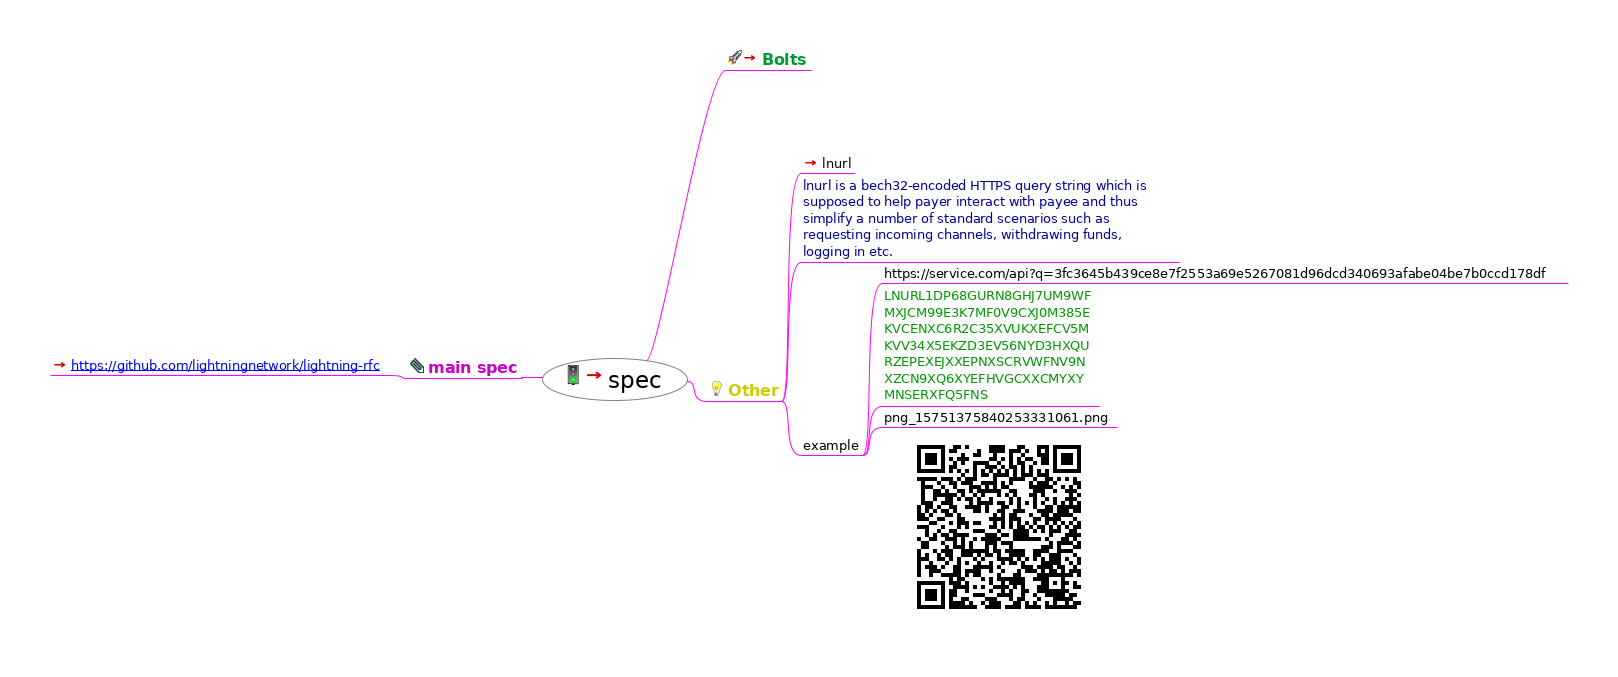 Bolts
lnurl
lnurl is a bech32-encoded HTTPS query string which is
supposed to help payer interact with payee and thus
simplify a number of standard scenarios such as
requesting incoming channels, withdrawing funds,
logging in etc.
https://service.com/api?q=3fc3645b439ce8e7f2553a69e5267081d96dcd340693afabe04be7b0ccd178df
LNURL1DP68GURN8GHJ7UM9WF
MXJCM99E3K7MF0V9CXJ0M385E
KVCENXC6R2C35XVUKXEFCV5M
KVV34X5EKZD3EV56NYD3HXQU
RZEPEXEJXXEPNXSCRVWFNV9N
XZCN9XQ6XYEFHVGCXXCMYXY
MNSERXFQ5FNS
https://github.com/lightningnetwork/lightning-rfc
main spec
spec
Other
png_15751375840253331061.png
example